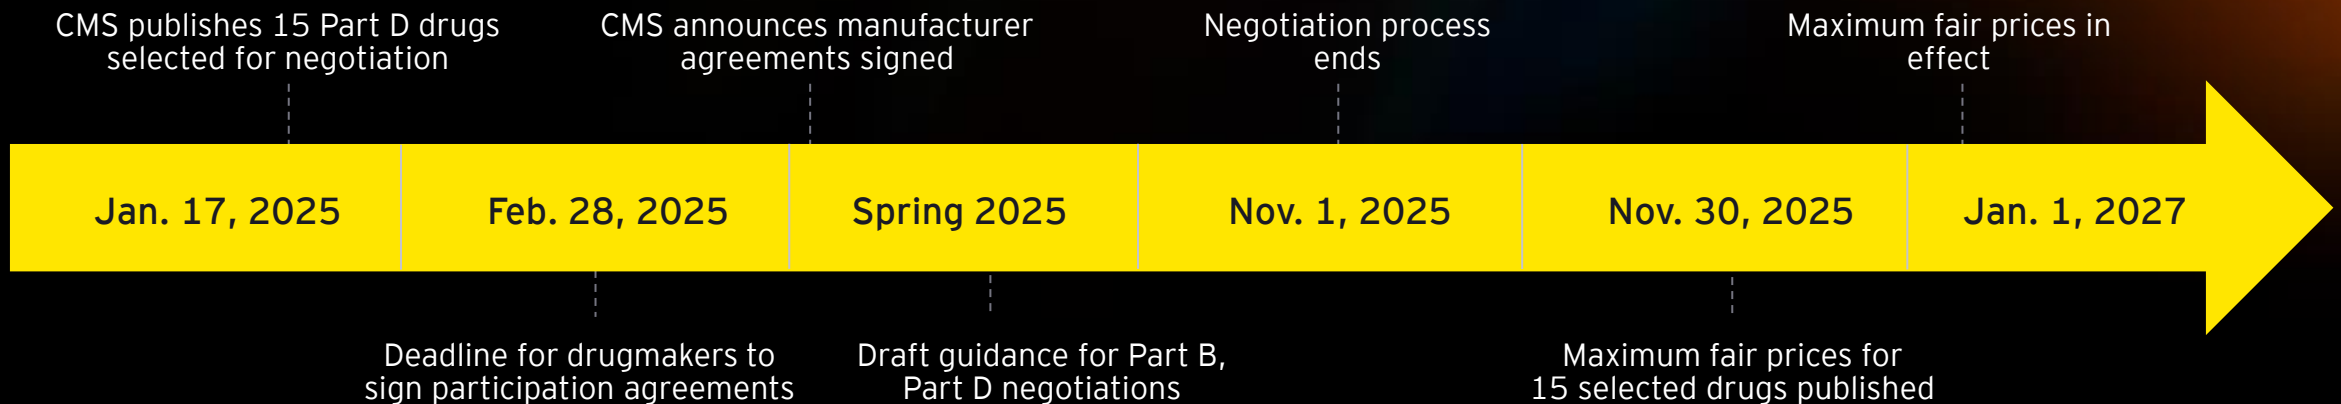 CMS publishes 15 Part D drugs
selected for negotiation
CMS announces manufacturer
agreements signed
Negotiation process
ends
Maximum fair prices in
effect
Jan. 17, 2025
Feb. 28, 2025
Spring 2025
Nov. 1, 2025
Nov. 30, 2025
Jan. 1, 2027
Deadline for drugmakers to
sign participation agreements
Draft guidance for Part B,
Part D negotiations
Maximum fair prices for
15 selected drugs published